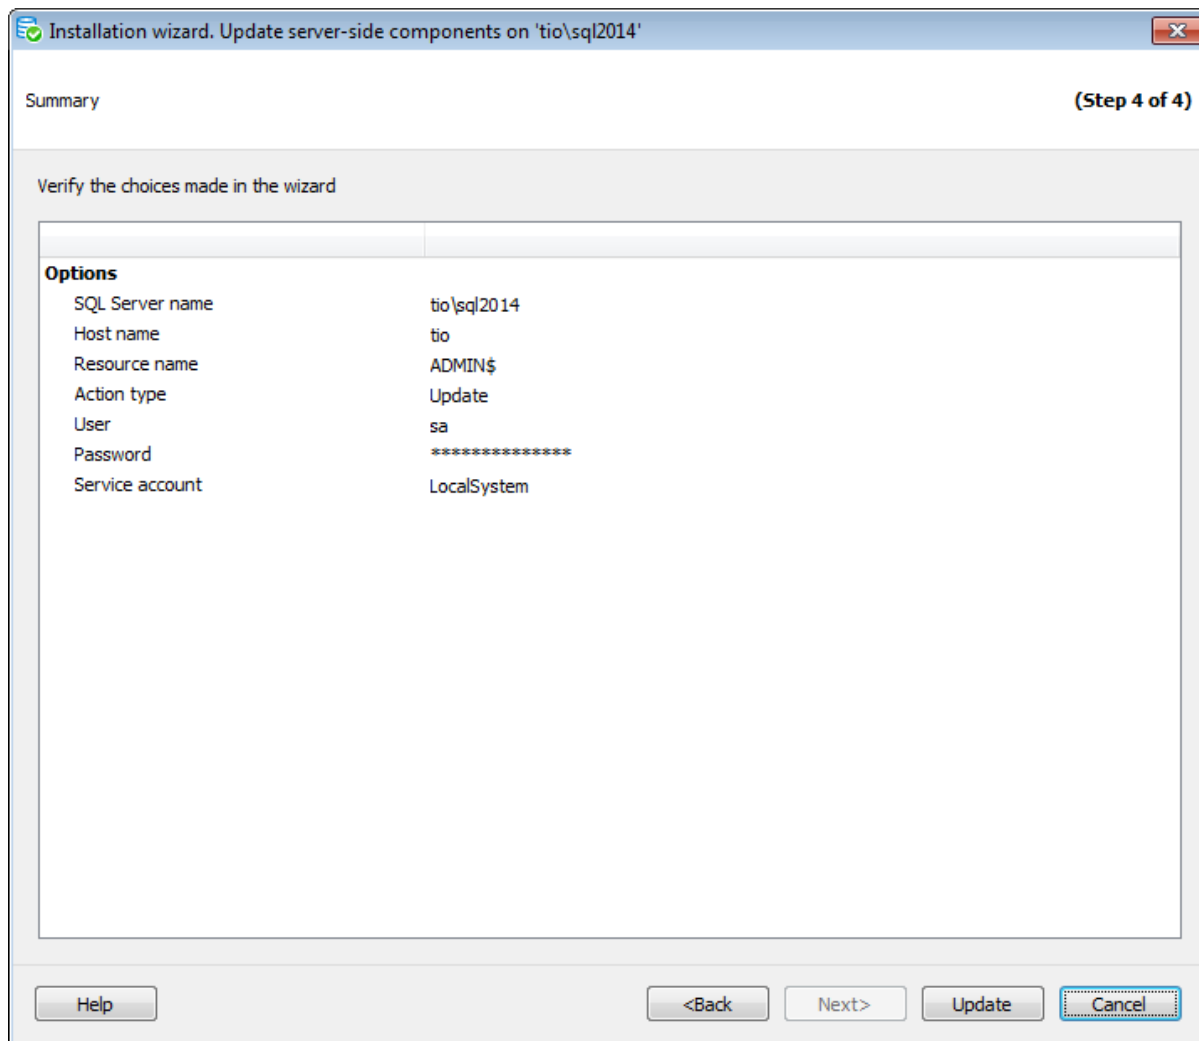 Installation wizard. Update server-side components on 'tio\sql2014'
Summary (Step 4 of 4)
Verify the choices made in the wizard
Options
SQL Server name tio\sql2014
Host name tio
Resource name ADMIN$
Action type Update
User sa
Password **************
Service account LocalSystem
Help <Back Next> Update Cancel